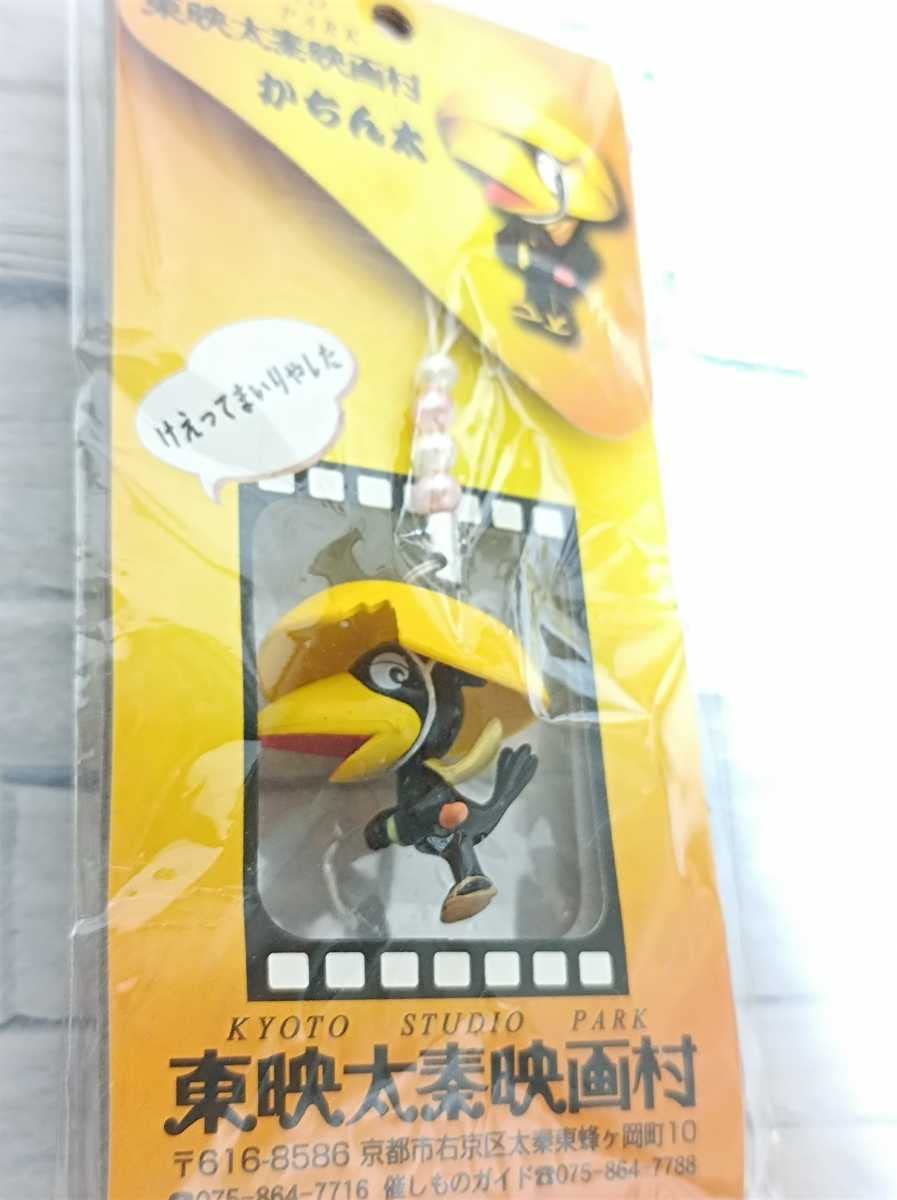 PARK
東映太秦映画村
かちん太
けえってまいりやした
KYOTO STUDIO PARK
東映太秦映画村
〒616-8586 京都市右京区太秦東蜂ヶ岡町10
☎075-864-7716 催しものガイド☎075-864-7788